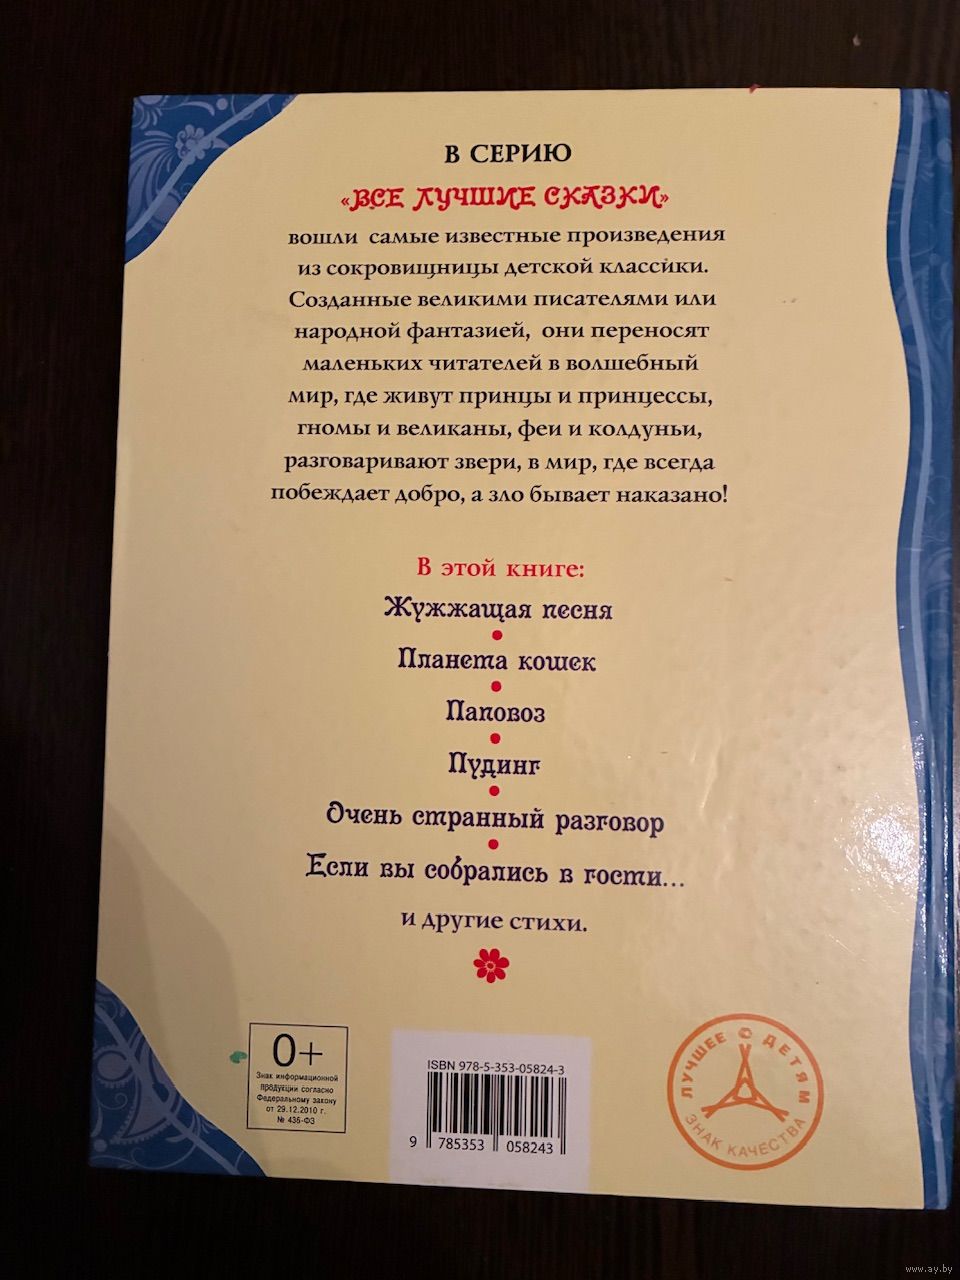 В СЕРИЮ
«ВСЕ ЛУЧШИЕ СКАЗКИ»
вошли самые известные произведения
из сокровищницы детской классики.
Созданные великими писателями или
народной фантазией, они переносят
маленьких читателей в волшебный
мир, где живут принцы и принцессы,
гномы и великаны, феи и колдуньи,
разговаривают звери, в мир, где всегда
побеждает добро, а зло бывает наказано!
В этой книге:
Жужжащая песня
Планета кошек
Паповоз
Пудинг
Очень странный разговор
Если вы собрались в гости...
и другие стихи.
0+
Знак информационной
продукции согласно
Федеральному закону
от 29.12.2010 г.
№ 436-ФЗ
ISBN 978-5-353-05824-3
9 785353 058243
ЛУЧШЕЕ ДЕТЯМ
ЗНАК КАЧЕСТВА
www.ay.by